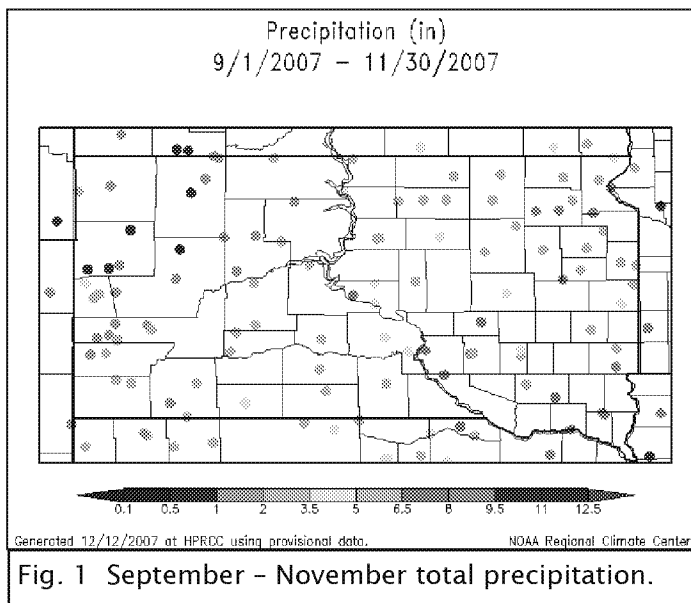 Precipitation (in)
9/1/2007 – 11/30/2007
0.1 0.5 1 2 3.5 5 6.5 8 9.5 11 12.5
Generated 12/12/2007 at HPRCC using provisional data. NOAA Regional Climate Center
Fig. 1 September – November total precipitation.